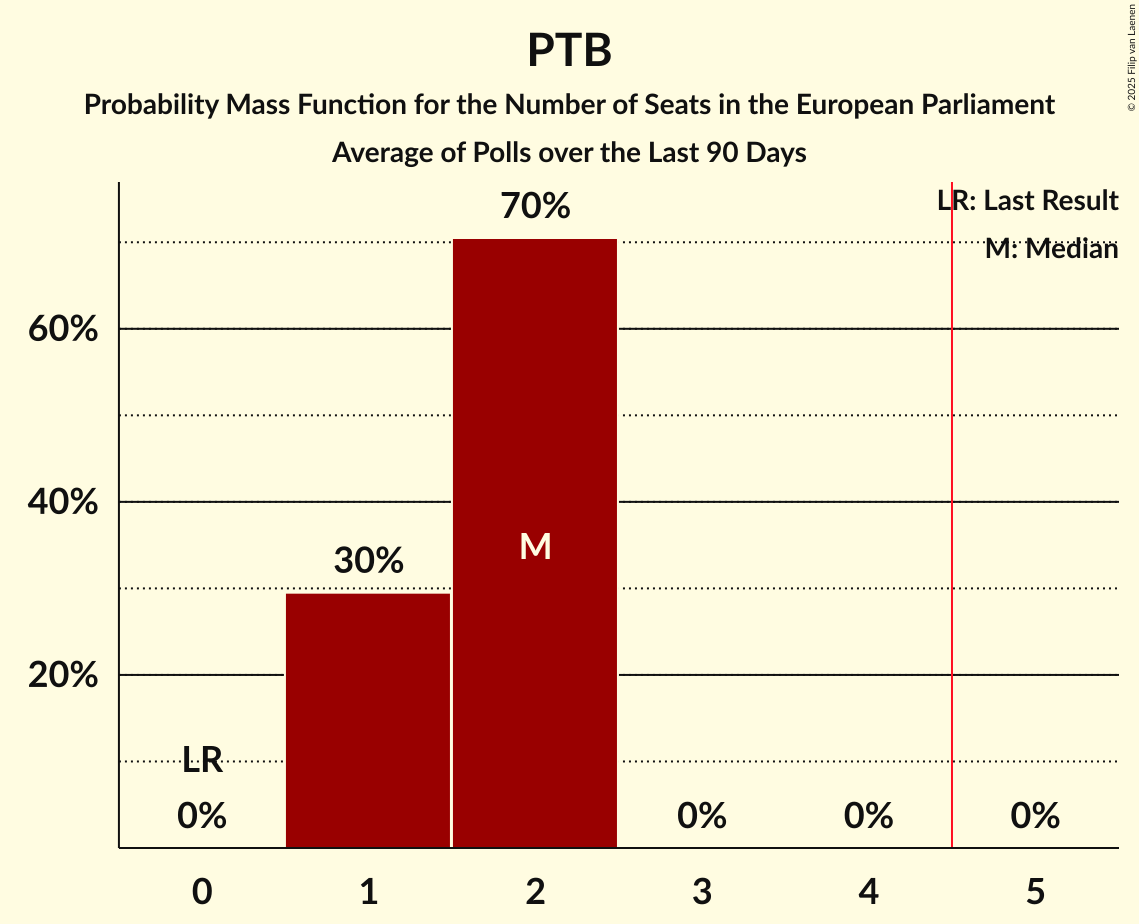 PTB
Probability Mass Function for the Number of Seats in the European Parliament
Average of Polls over the Last 90 Days
© 2025 Filip van Laenen
LR: Last Result
M: Median
70%
60%
40%
30%
20%
M
LR
0%
0%
0%
0%
0
1
2
3
4
5